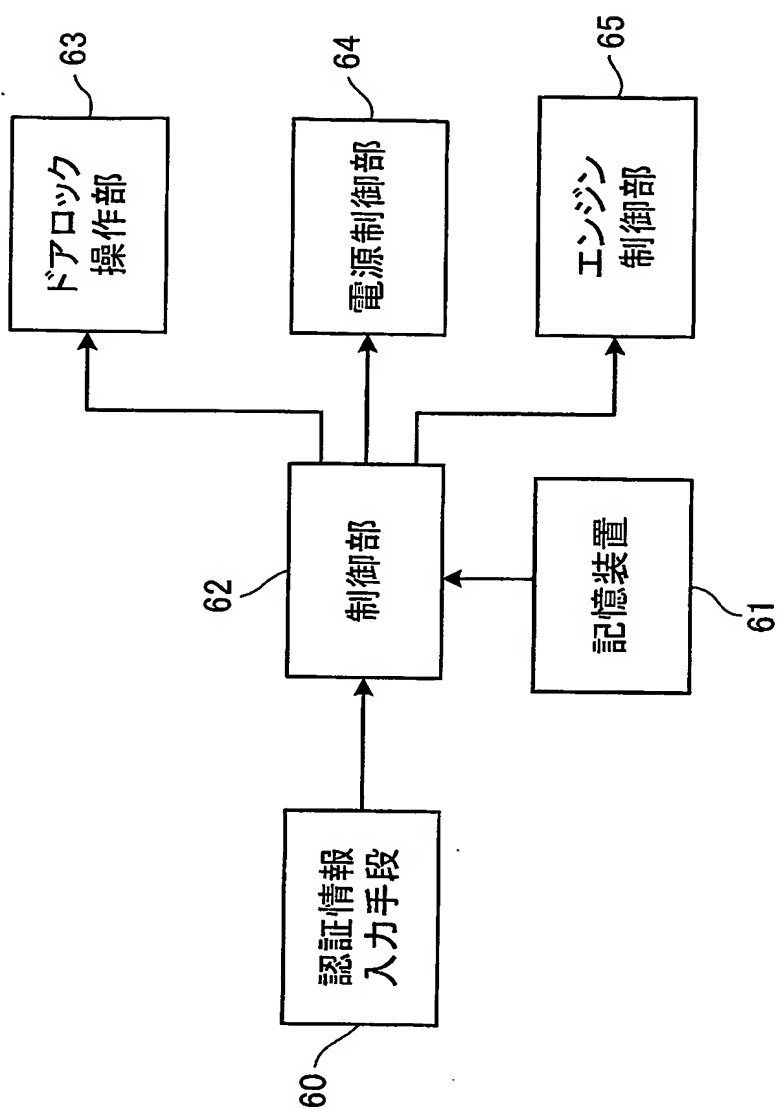 60
認証情報
入力手段
62
制御部
61
記憶装置
63
ドアロック
操作部
64
電源制御部
65
エンジン
制御部